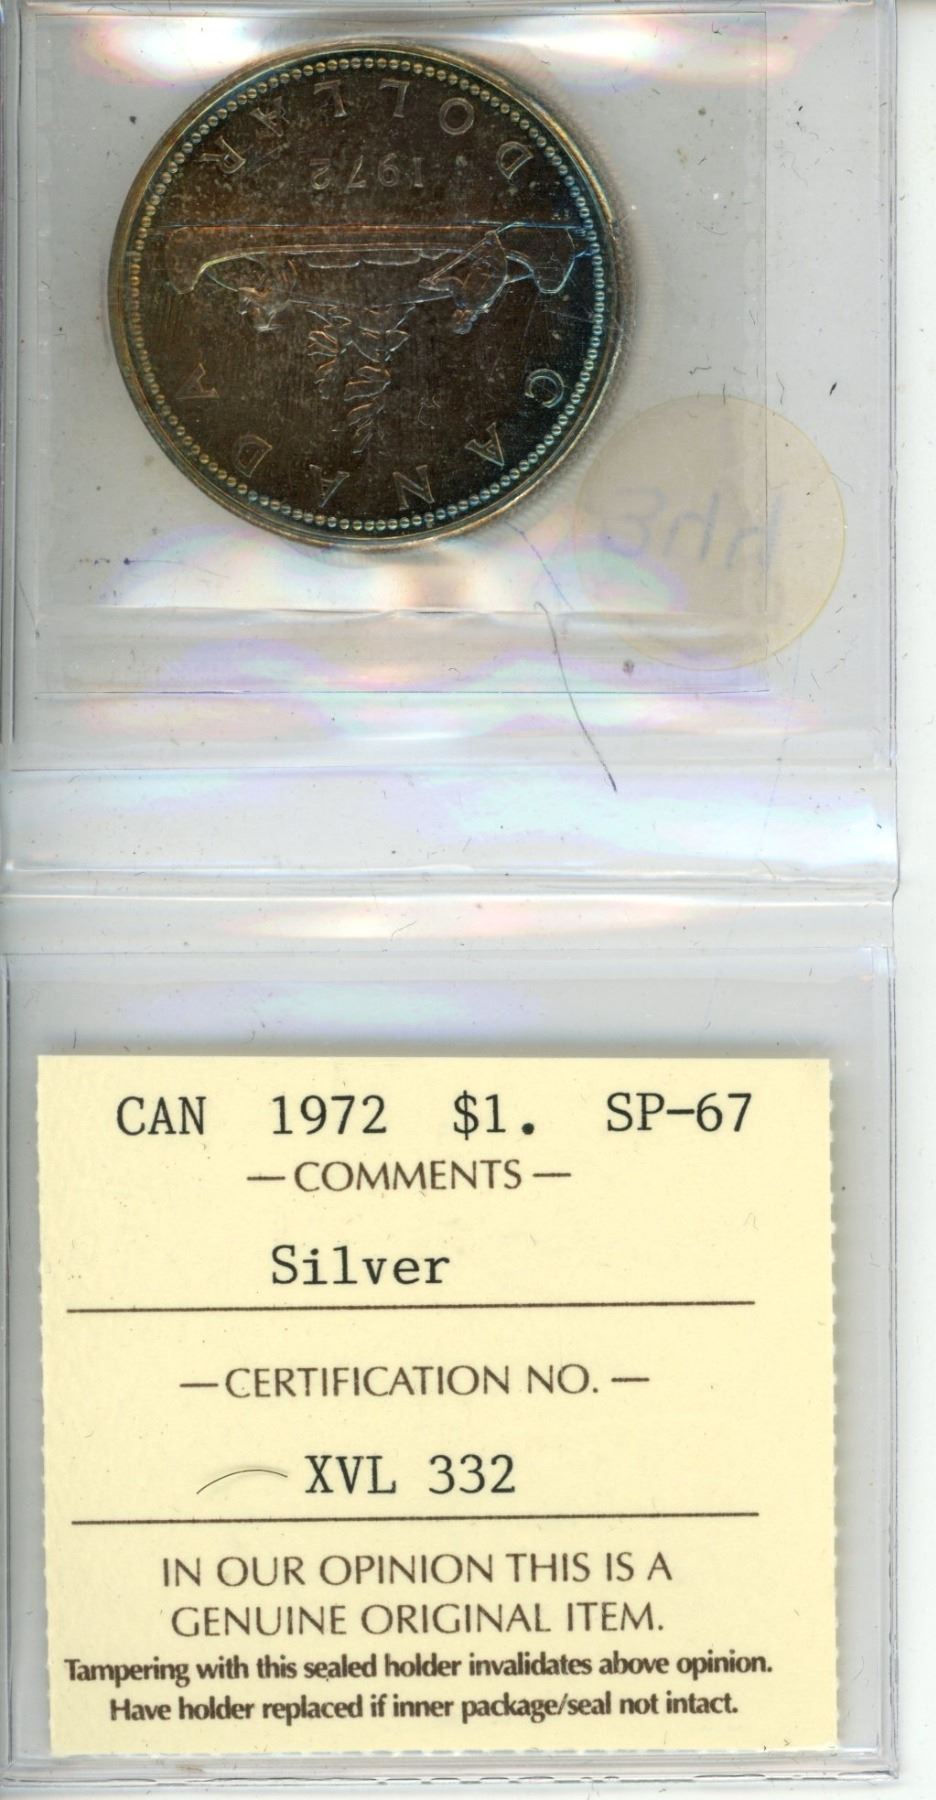 DOLLAR
1972
CANADA
344
CAN 1972 $1. SP-67
— COMMENTS —
Silver
— CERTIFICATION NO. —
XVL 332
IN OUR OPINION THIS IS A
GENUINE ORIGINAL ITEM.
Tampering with this sealed holder invalidates above opinion.
Have holder replaced if inner package/seal not intact.